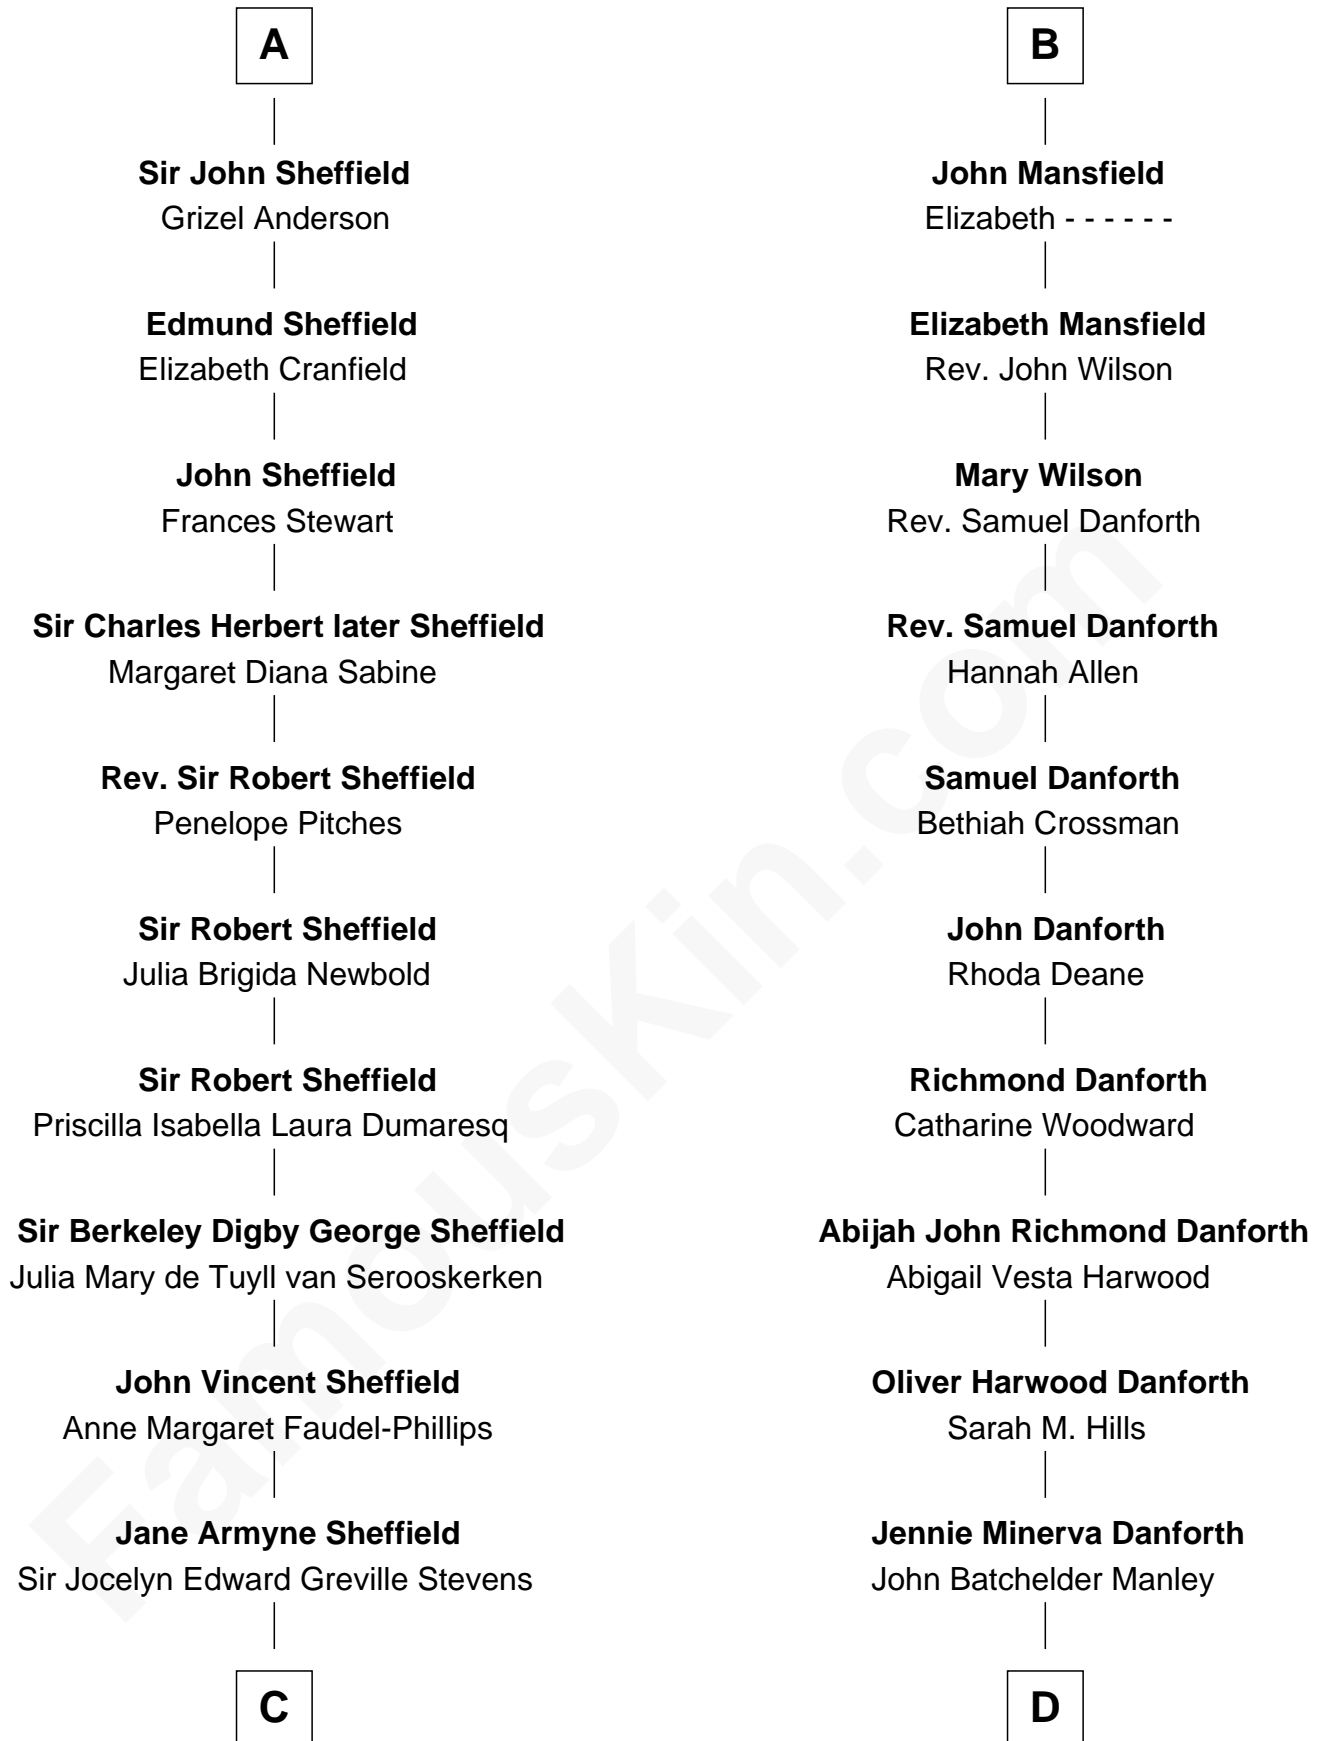 A
Sir John Sheffield
Grizel Anderson
Edmund Sheffield
Elizabeth Cranfield
John Sheffield
Frances Stewart
Sir Charles Herbert later Sheffield
Margaret Diana Sabine
Rev. Sir Robert Sheffield
Penelope Pitches
Sir Robert Sheffield
Julia Brigida Newbold
Sir Robert Sheffield
Priscilla Isabella Laura Dumaresq
Sir Berkeley Digby George Sheffield
Julia Mary de Tuyll van Serooskerken
John Vincent Sheffield
Anne Margaret Faudel-Phillips
Jane Armyne Sheffield
Sir Jocelyn Edward Greville Stevens
C
B
John Mansfield
Elizabeth - - - - - -
Elizabeth Mansfield
Rev. John Wilson
Mary Wilson
Rev. Samuel Danforth
Rev. Samuel Danforth
Hannah Allen
Samuel Danforth
Bethiah Crossman
John Danforth
Rhoda Deane
Richmond Danforth
Catharine Woodward
Abijah John Richmond Danforth
Abigail Vesta Harwood
Oliver Harwood Danforth
Sarah M. Hills
Jennie Minerva Danforth
John Batchelder Manley
D
FamousKin.com